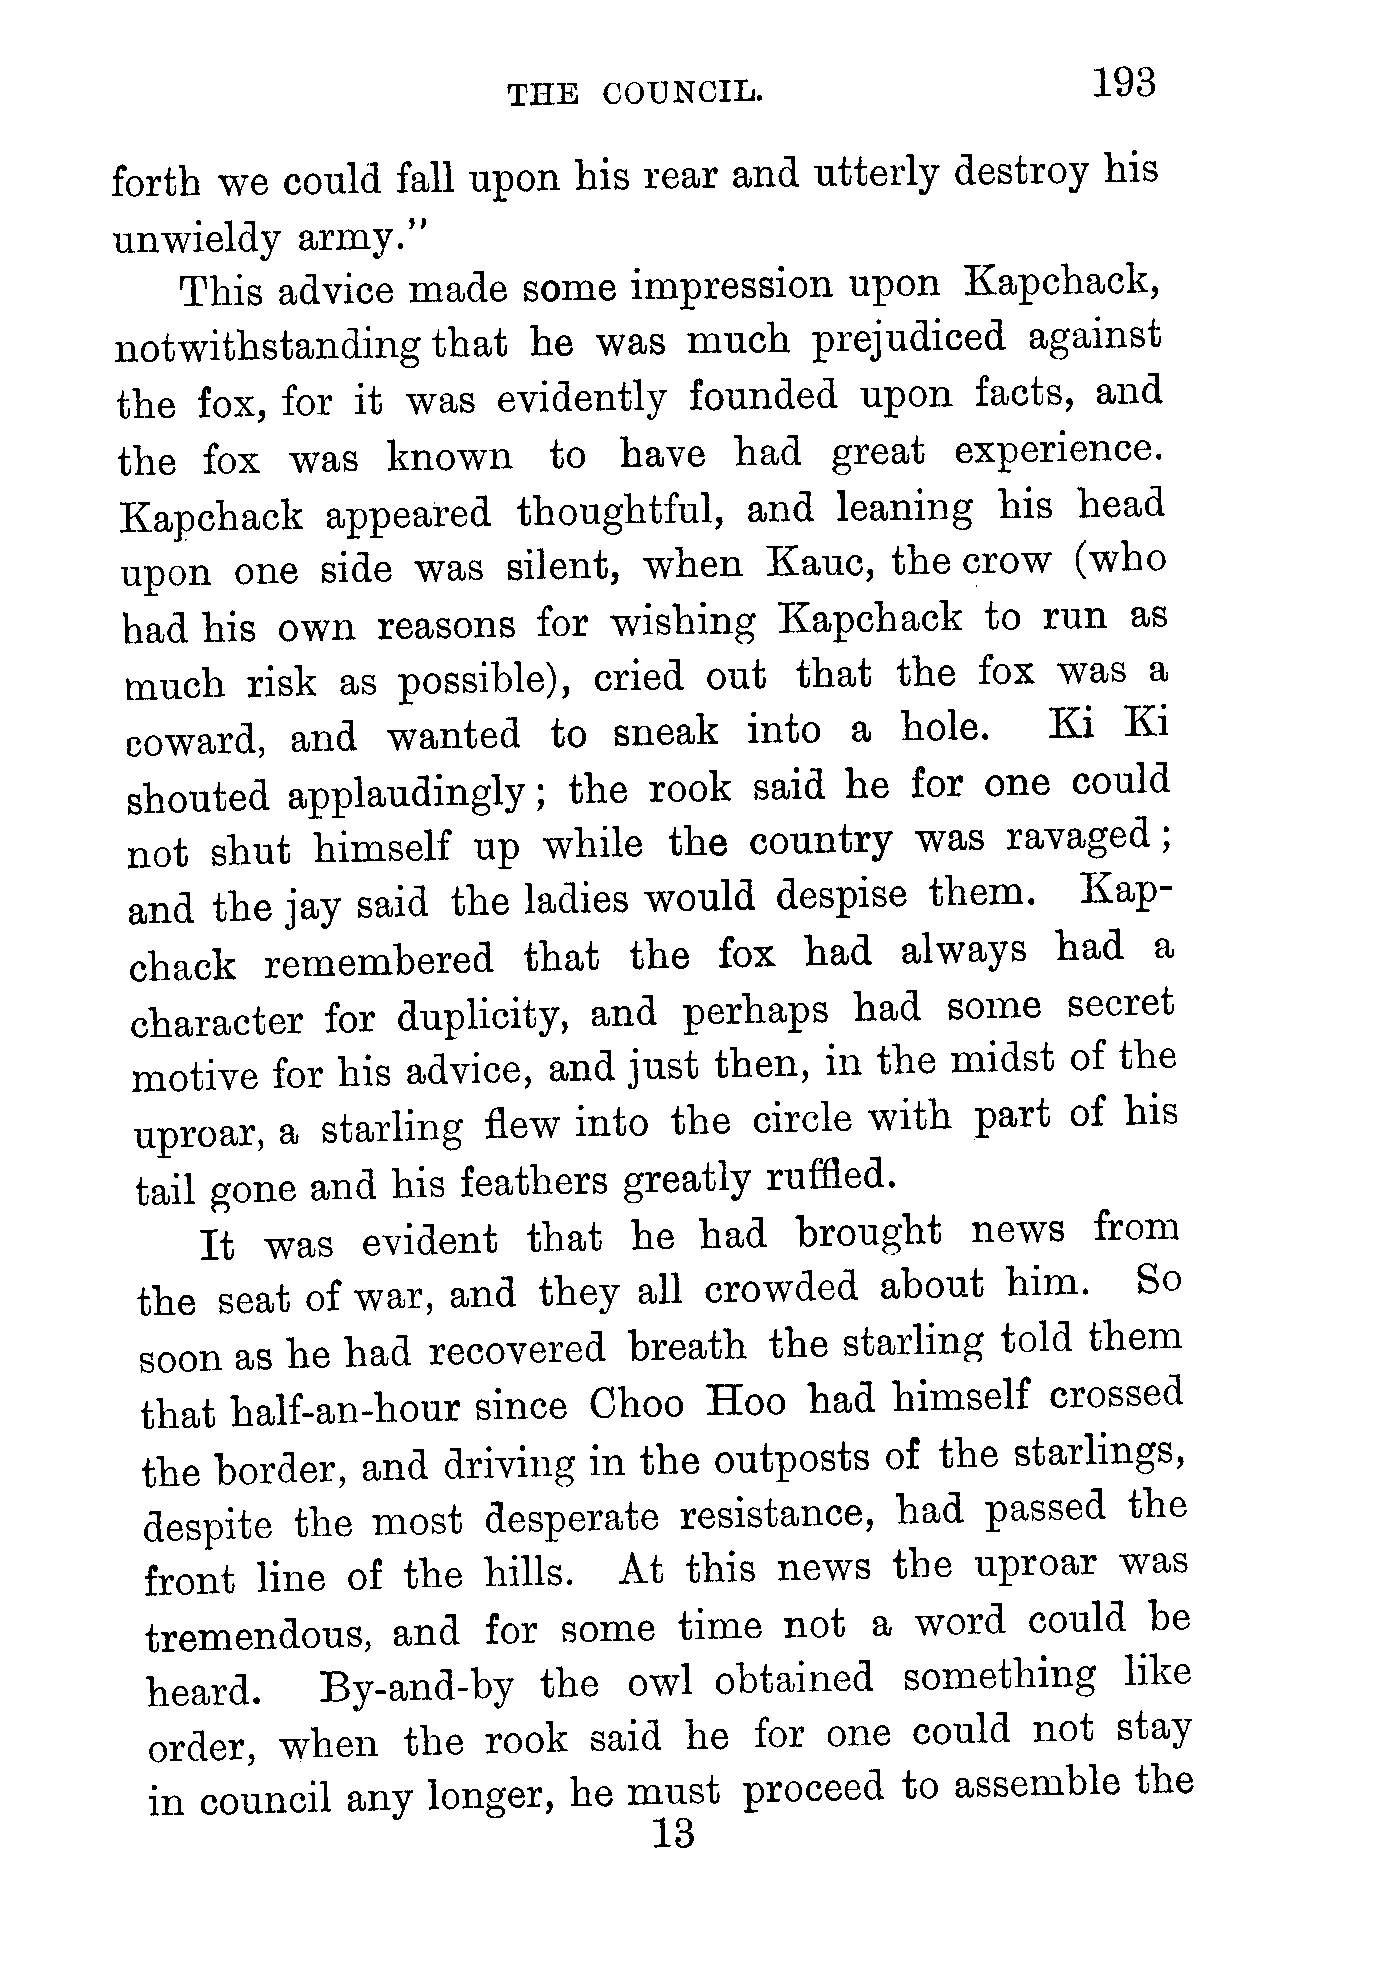 THE COUNCIL. 193
forth we could fall upon his rear and utterly destroy his
unwieldy army."
This advice made some impression upon Kapchack,
notwithstanding that he was much prejudiced against
the fox, for it was evidently founded upon facts, and
the fox was known to have had great experience.
Kapchack appeared thoughtful, and leaning his head
upon one side was silent, when Kauc, the crow (who
had his own reasons for wishing Kapchack to run as
much risk as possible), cried out that the fox was a
coward, and wanted to sneak into a hole. Ki Ki
shouted applaudingly; the rook said he for one could
not shut himself up while the country was ravaged;
and the jay said the ladies would despise them. Kap-
chack remembered that the fox had always had a
character for duplicity, and perhaps had some secret
motive for his advice, and just then, in the midst of the
uproar, a starling flew into the circle with part of his
tail gone and his feathers greatly ruffled.
It was evident that he had brought news from
the seat of war, and they all crowded about him. So
soon as he had recovered breath the starling told them
that half-an-hour since Choo Hoo had himself crossed
the border, and driving in the outposts of the starlings,
despite the most desperate resistance, had passed the
front line of the hills. At this news the uproar was
tremendous, and for some time not a word could be
heard. By-and-by the owl obtained something like
order, when the rook said he for one could not stay
in council any longer, he must proceed to assemble the
13